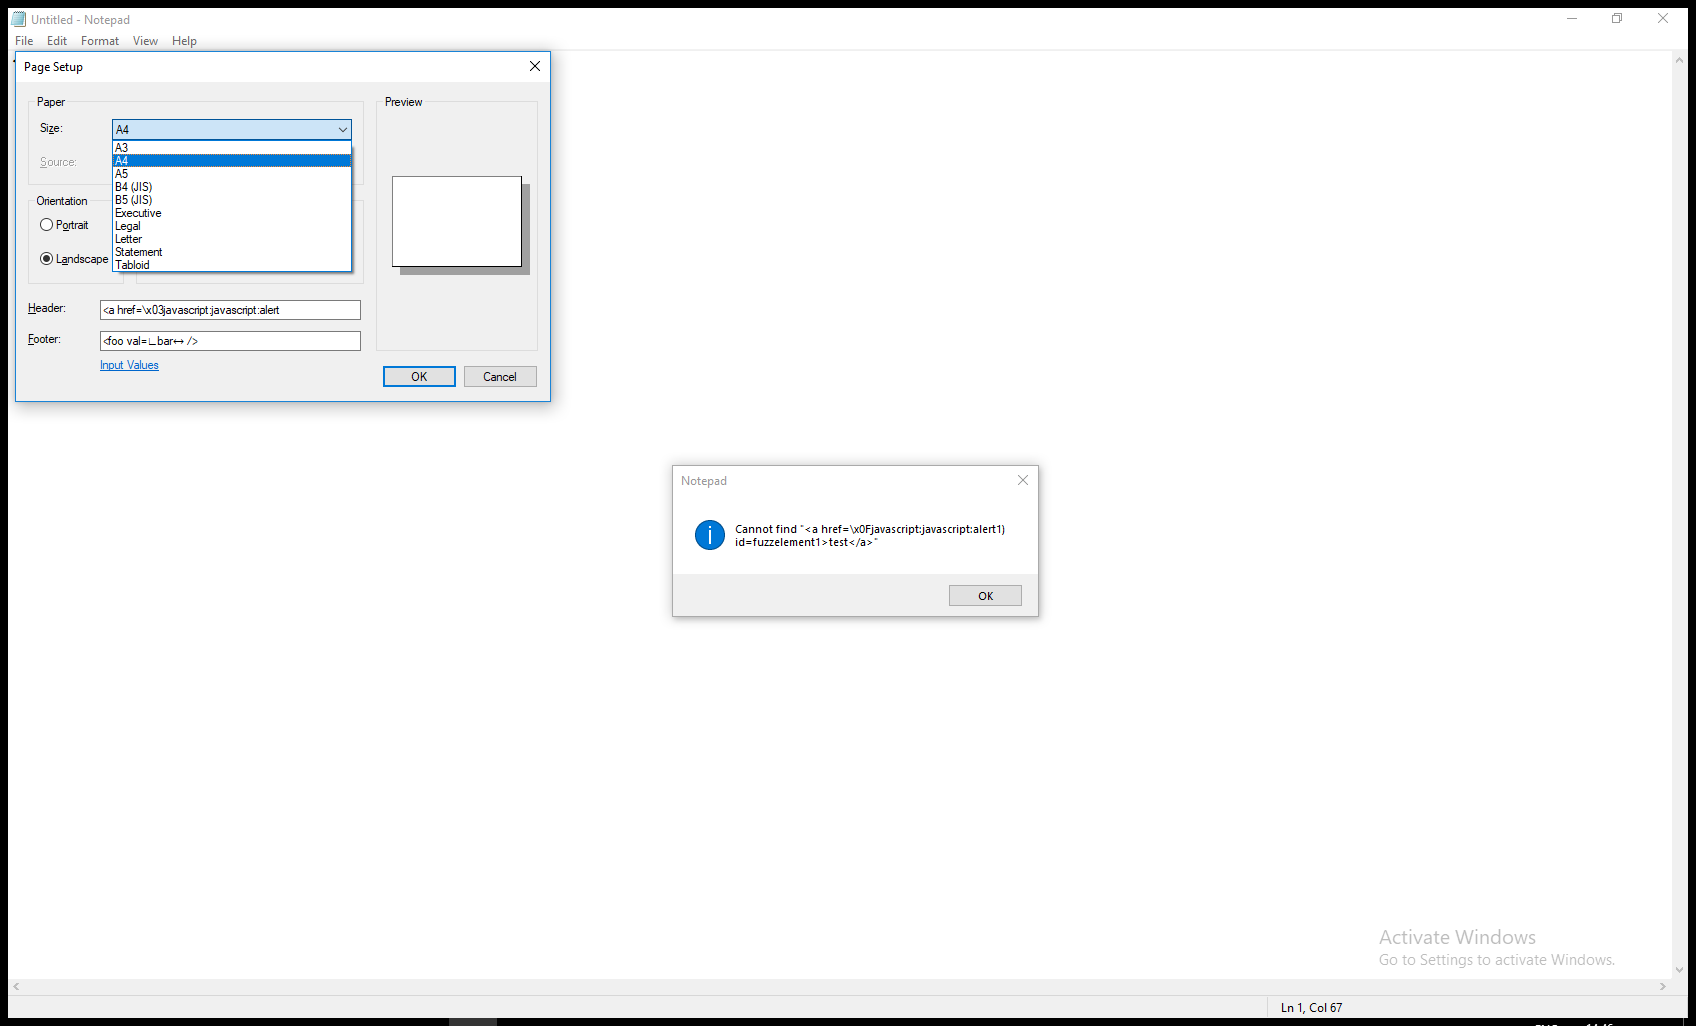 Untitled - Notepad
File Edit Format View Help
Page Setup
Paper
Size:
A4
A3
A4
A5
B4 (JIS)
B5 (JIS)
Executive
Legal
Letter
Statement
Tabloid
Source:
Orientation
Portrait
Landscape
Preview
Header:
<a href=\x03javascript:javascript:alert
Footer:
<foo val=∟bar↔ />
Input Values
OK
Cancel
Notepad
Cannot find "<a href=\x0Fjavascript:javascript:alert1)
id=fuzzelement1>test</a>"
OK
Activate Windows
Go to Settings to activate Windows.
Ln 1, Col 67